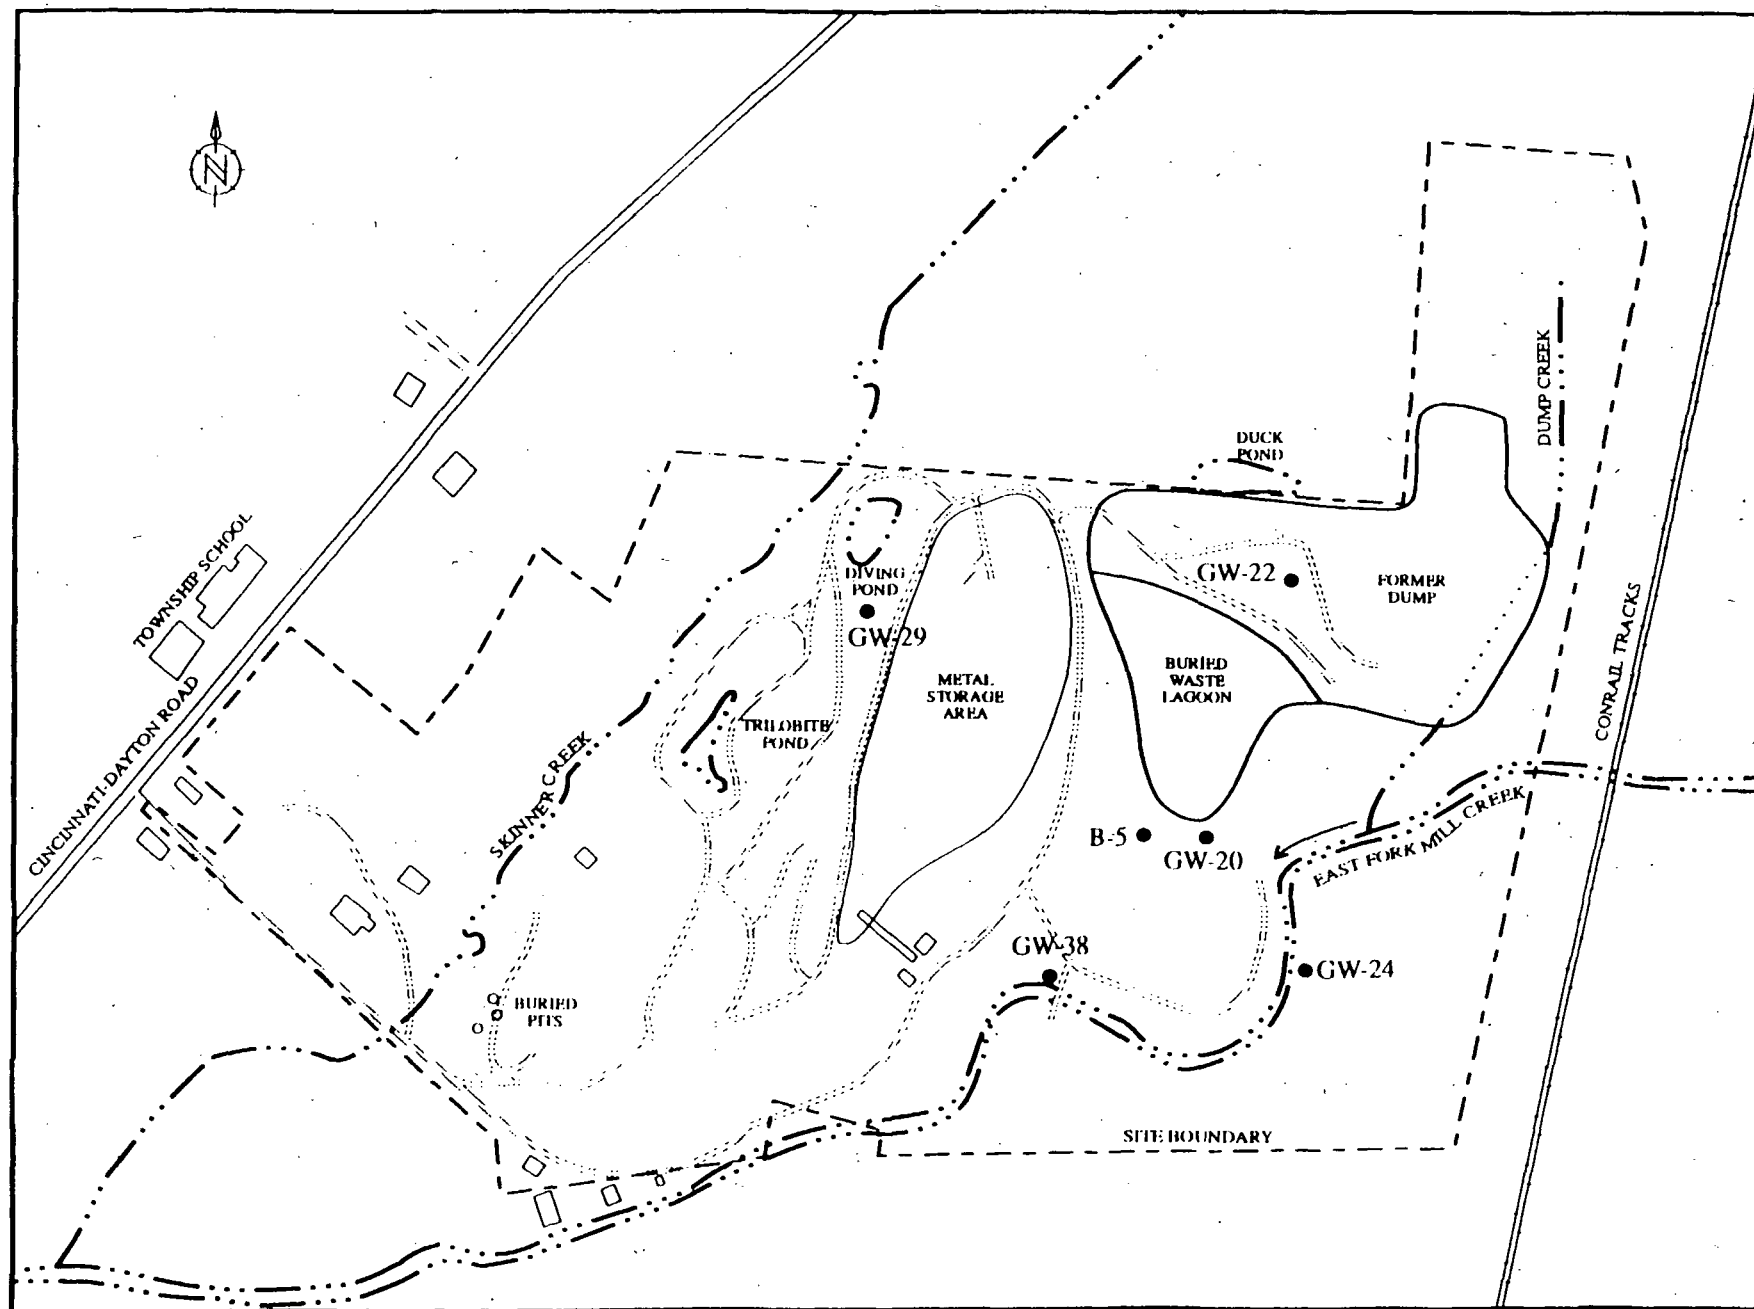 N
DUMP CREEK
DUCK
POND
TOWNSHIP SCHOOL
DIVING
POND
GW-22
FORMER
DUMP
GW-29
CONRAIL TRACKS
BURIED
WASTE
LAGOON
METAL
STORAGE
AREA
CINCINNATI-DAYTON ROAD
TRILOBITE
POND
SKINNER CREEK
B-5
GW-20
EAST FORK MILL CREEK
GW-38
GW-24
BURIED
PITS
SITE BOUNDARY